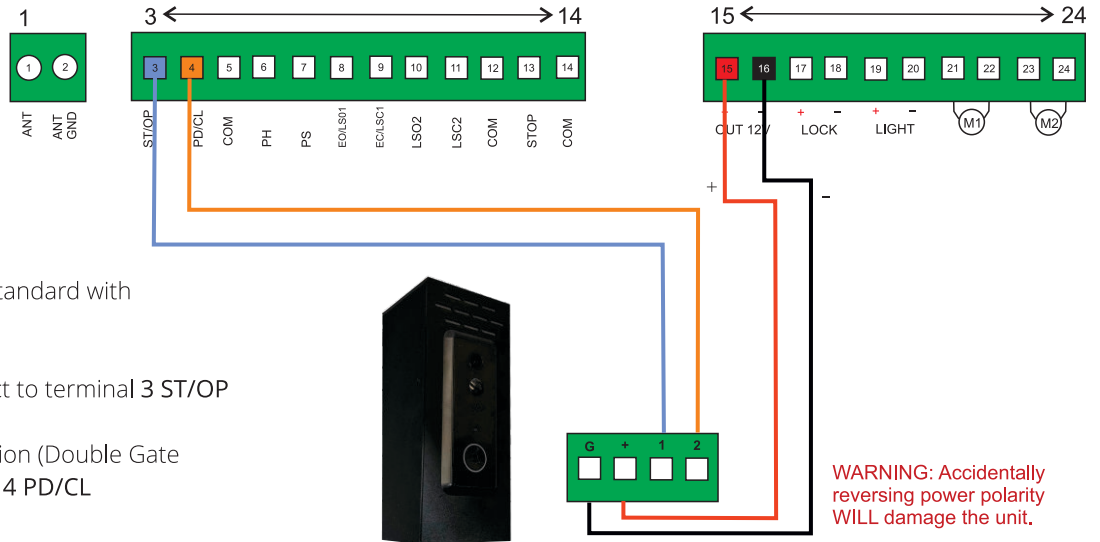 1
3
14
15
24
1 2
3 4 5 6 7 8 9 10 11 12 13 14
15 16 17 18 19 20 21 22 23 24
ANT
ANT GND
ST/OP
PD/CL
COM
PH
PS
EO/LS01
EC/LSC1
LSO2
LSC2
COM
STOP
COM
+ - + - + -
OUT 12V LOCK LIGHT M1 M2
+ -
tandard with
ct to terminal 3 ST/OP
ion (Double Gate
4 PD/CL
G + 1 2
WARNING: Accidentally
reversing power polarity
WILL damage the unit.